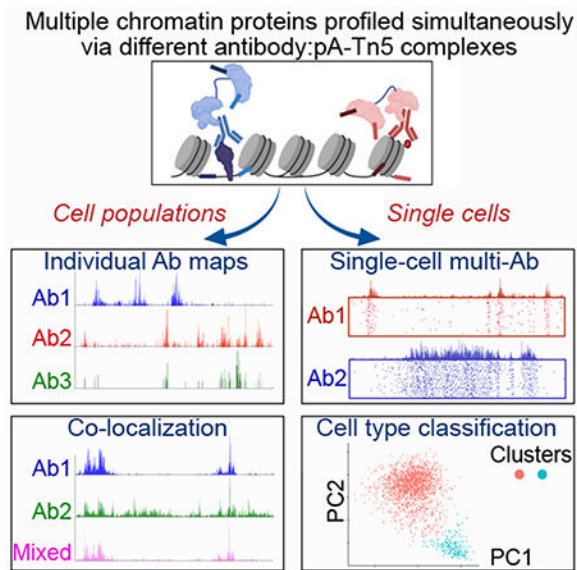 Multiple chromatin proteins profiled simultaneously
via different antibody:pA-Tn5 complexes
Cell populations
Single cells
Individual Ab maps
Ab1
Ab2
Ab3
Single-cell multi-Ab
Ab1
Ab2
Co-localization
Ab1
Ab2
Mixed
Cell type classification
Clusters
PC2
PC1